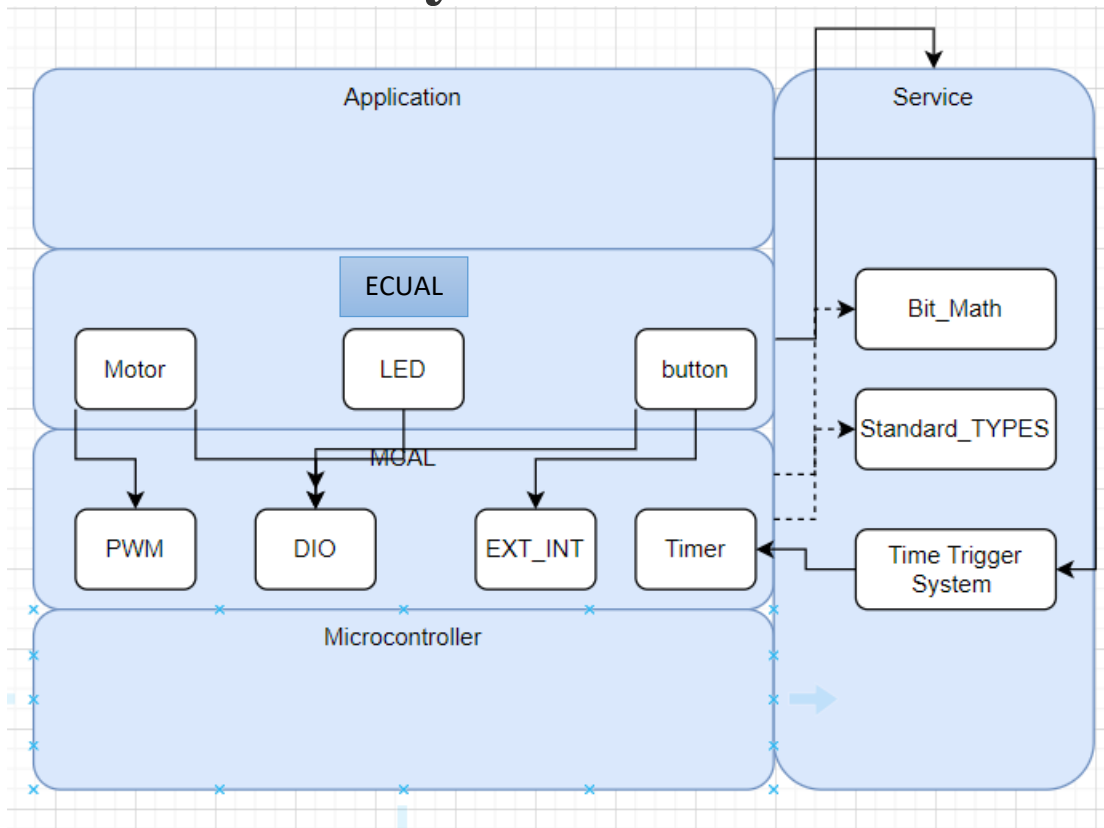 Application
Service
ECUAL
Bit_Math
Motor
LED
button
Standard_TYPES
MCAL
PWM
DIO
EXT_INT
Timer
Time Trigger
System
Microcontroller